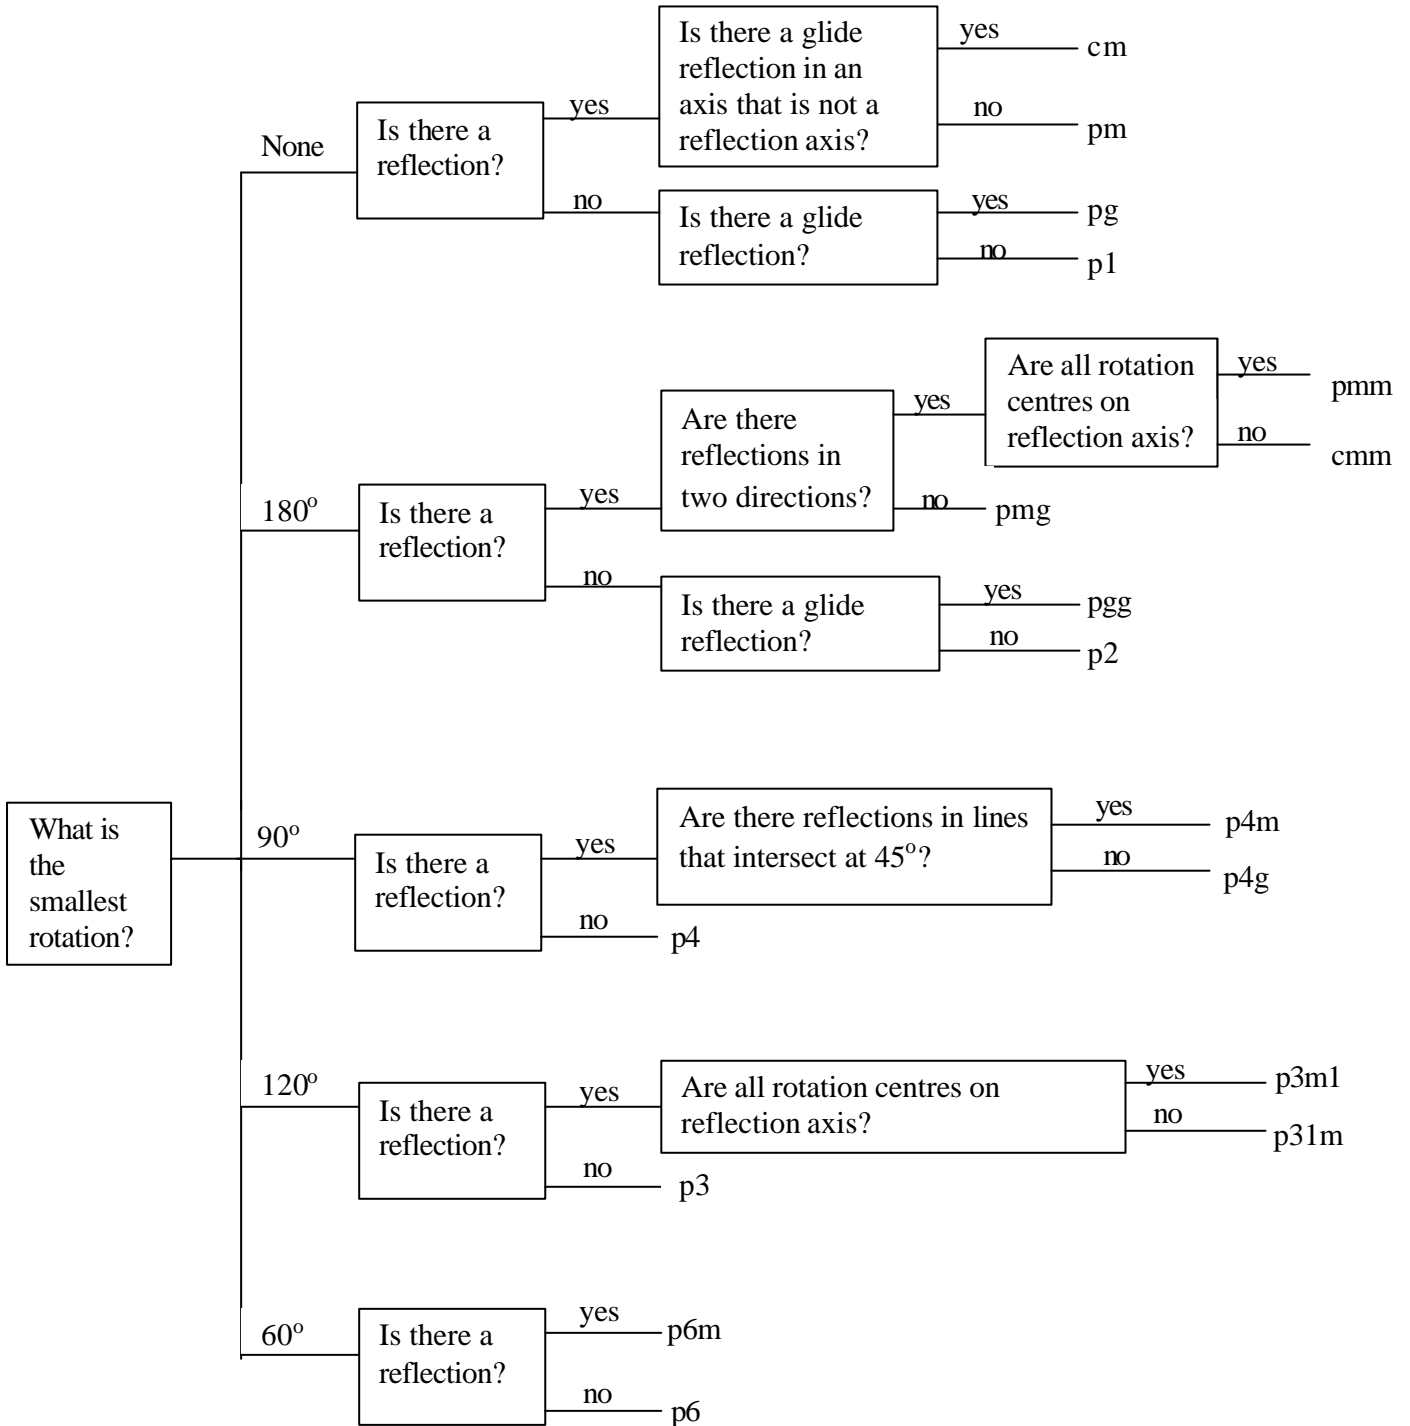 What is
the
smallest
rotation?
None
Is there a
reflection?
yes
Is there a glide
reflection in an
axis that is not a
reflection axis?
yes
cm
no
pm
no
Is there a glide
reflection?
yes
pg
no
p1
180º
Is there a
reflection?
yes
Are there
reflections in
two directions?
yes
Are all rotation
centres on
reflection axis?
yes
pmm
no
cmm
no
pmg
no
Is there a glide
reflection?
yes
pgg
no
p2
90º
Is there a
reflection?
yes
Are there reflections in lines
that intersect at 45º?
yes
p4m
no
p4g
no
p4
120º
Is there a
reflection?
yes
Are all rotation centres on
reflection axis?
yes
p3m1
no
p31m
no
p3
60º
Is there a
reflection?
yes
p6m
no
p6